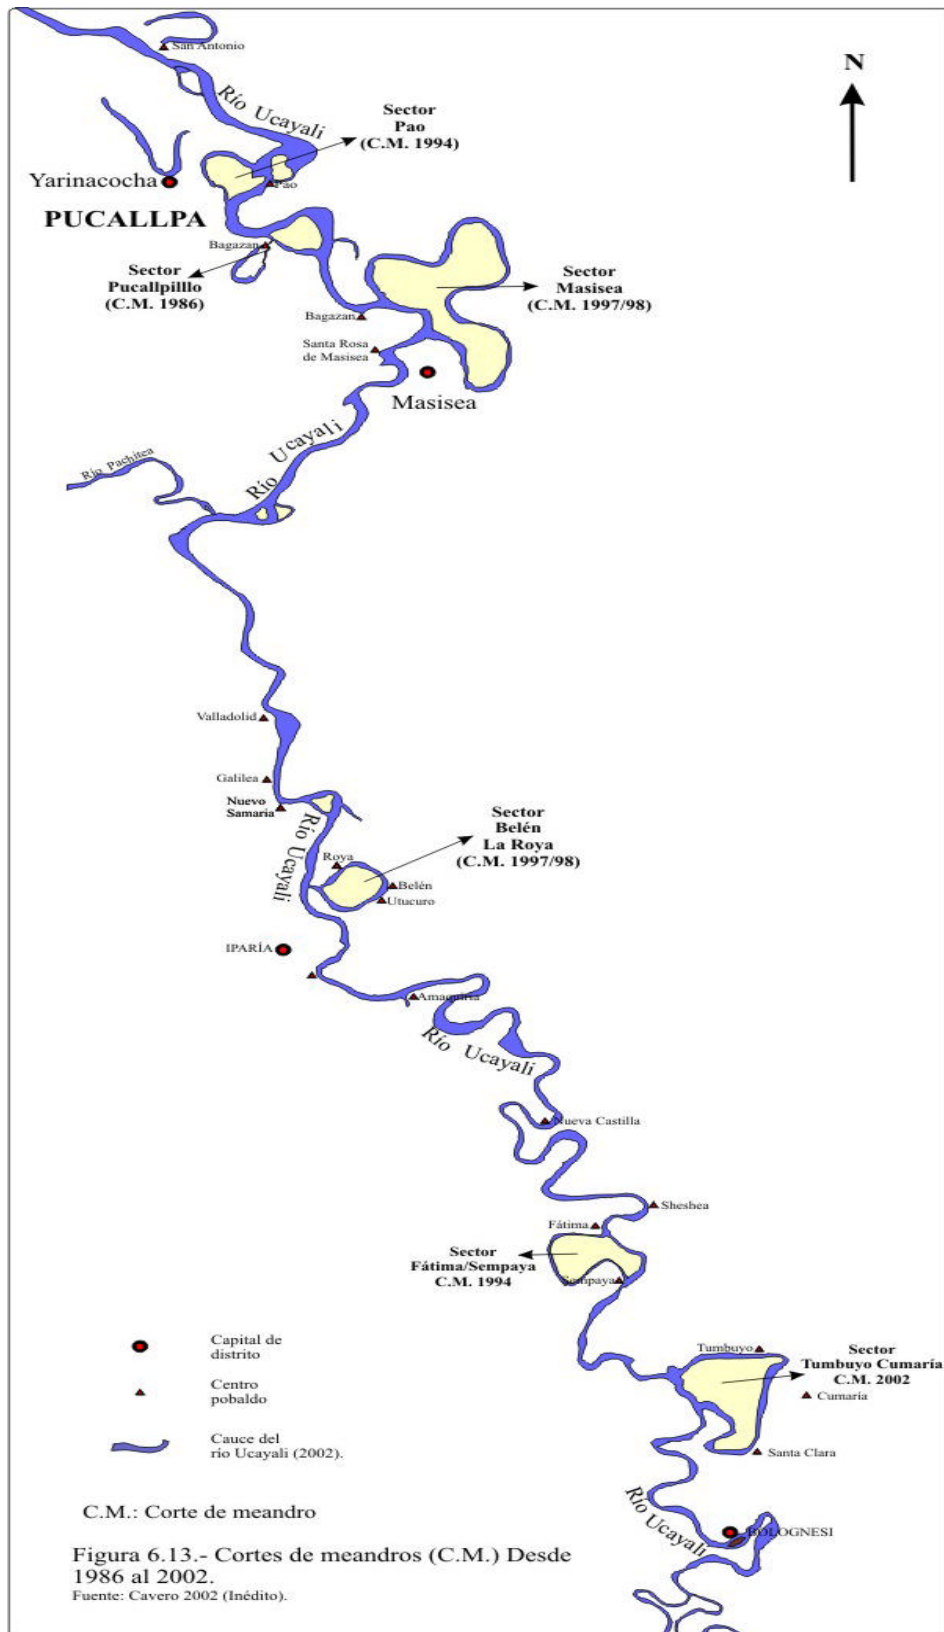 San Antonio
Río Ucayali
N
Sector
Pao
(C.M. 1994)
Yarinacocha
Pao
PUCALLPA
Bagazan
Sector
Pucallpilllo
(C.M. 1986)
Sector
Masisea
(C.M. 1997/98)
Bagazan
Santa Rosa
de Masisea
Masisea
Río Ucayali
Río Pachitea
Valladolid
Galilea
Nuevo
Samaria
Río Ucayali
Sector
Belén
La Roya
(C.M. 1997/98)
Roya
Belén
Utucuro
IPARÍA
Amaquiria
Río Ucayali
Nueva Castilla
Sheshea
Fátima
Sector
Fátima/Sempaya
C.M. 1994
Sempaya
Tumbuyo
Sector
Tumbuyo Cumaría
C.M. 2002
Cumaria
Santa Clara
Río Ucayali
BOLOGNESI
Capital de
distrito
Centro
pobaldo
Cauce del
río Ucayali (2002).
C.M.: Corte de meandro
Figura 6.13.- Cortes de meandros (C.M.) Desde
1986 al 2002.
Fuente: Cavero 2002 (Inédito).